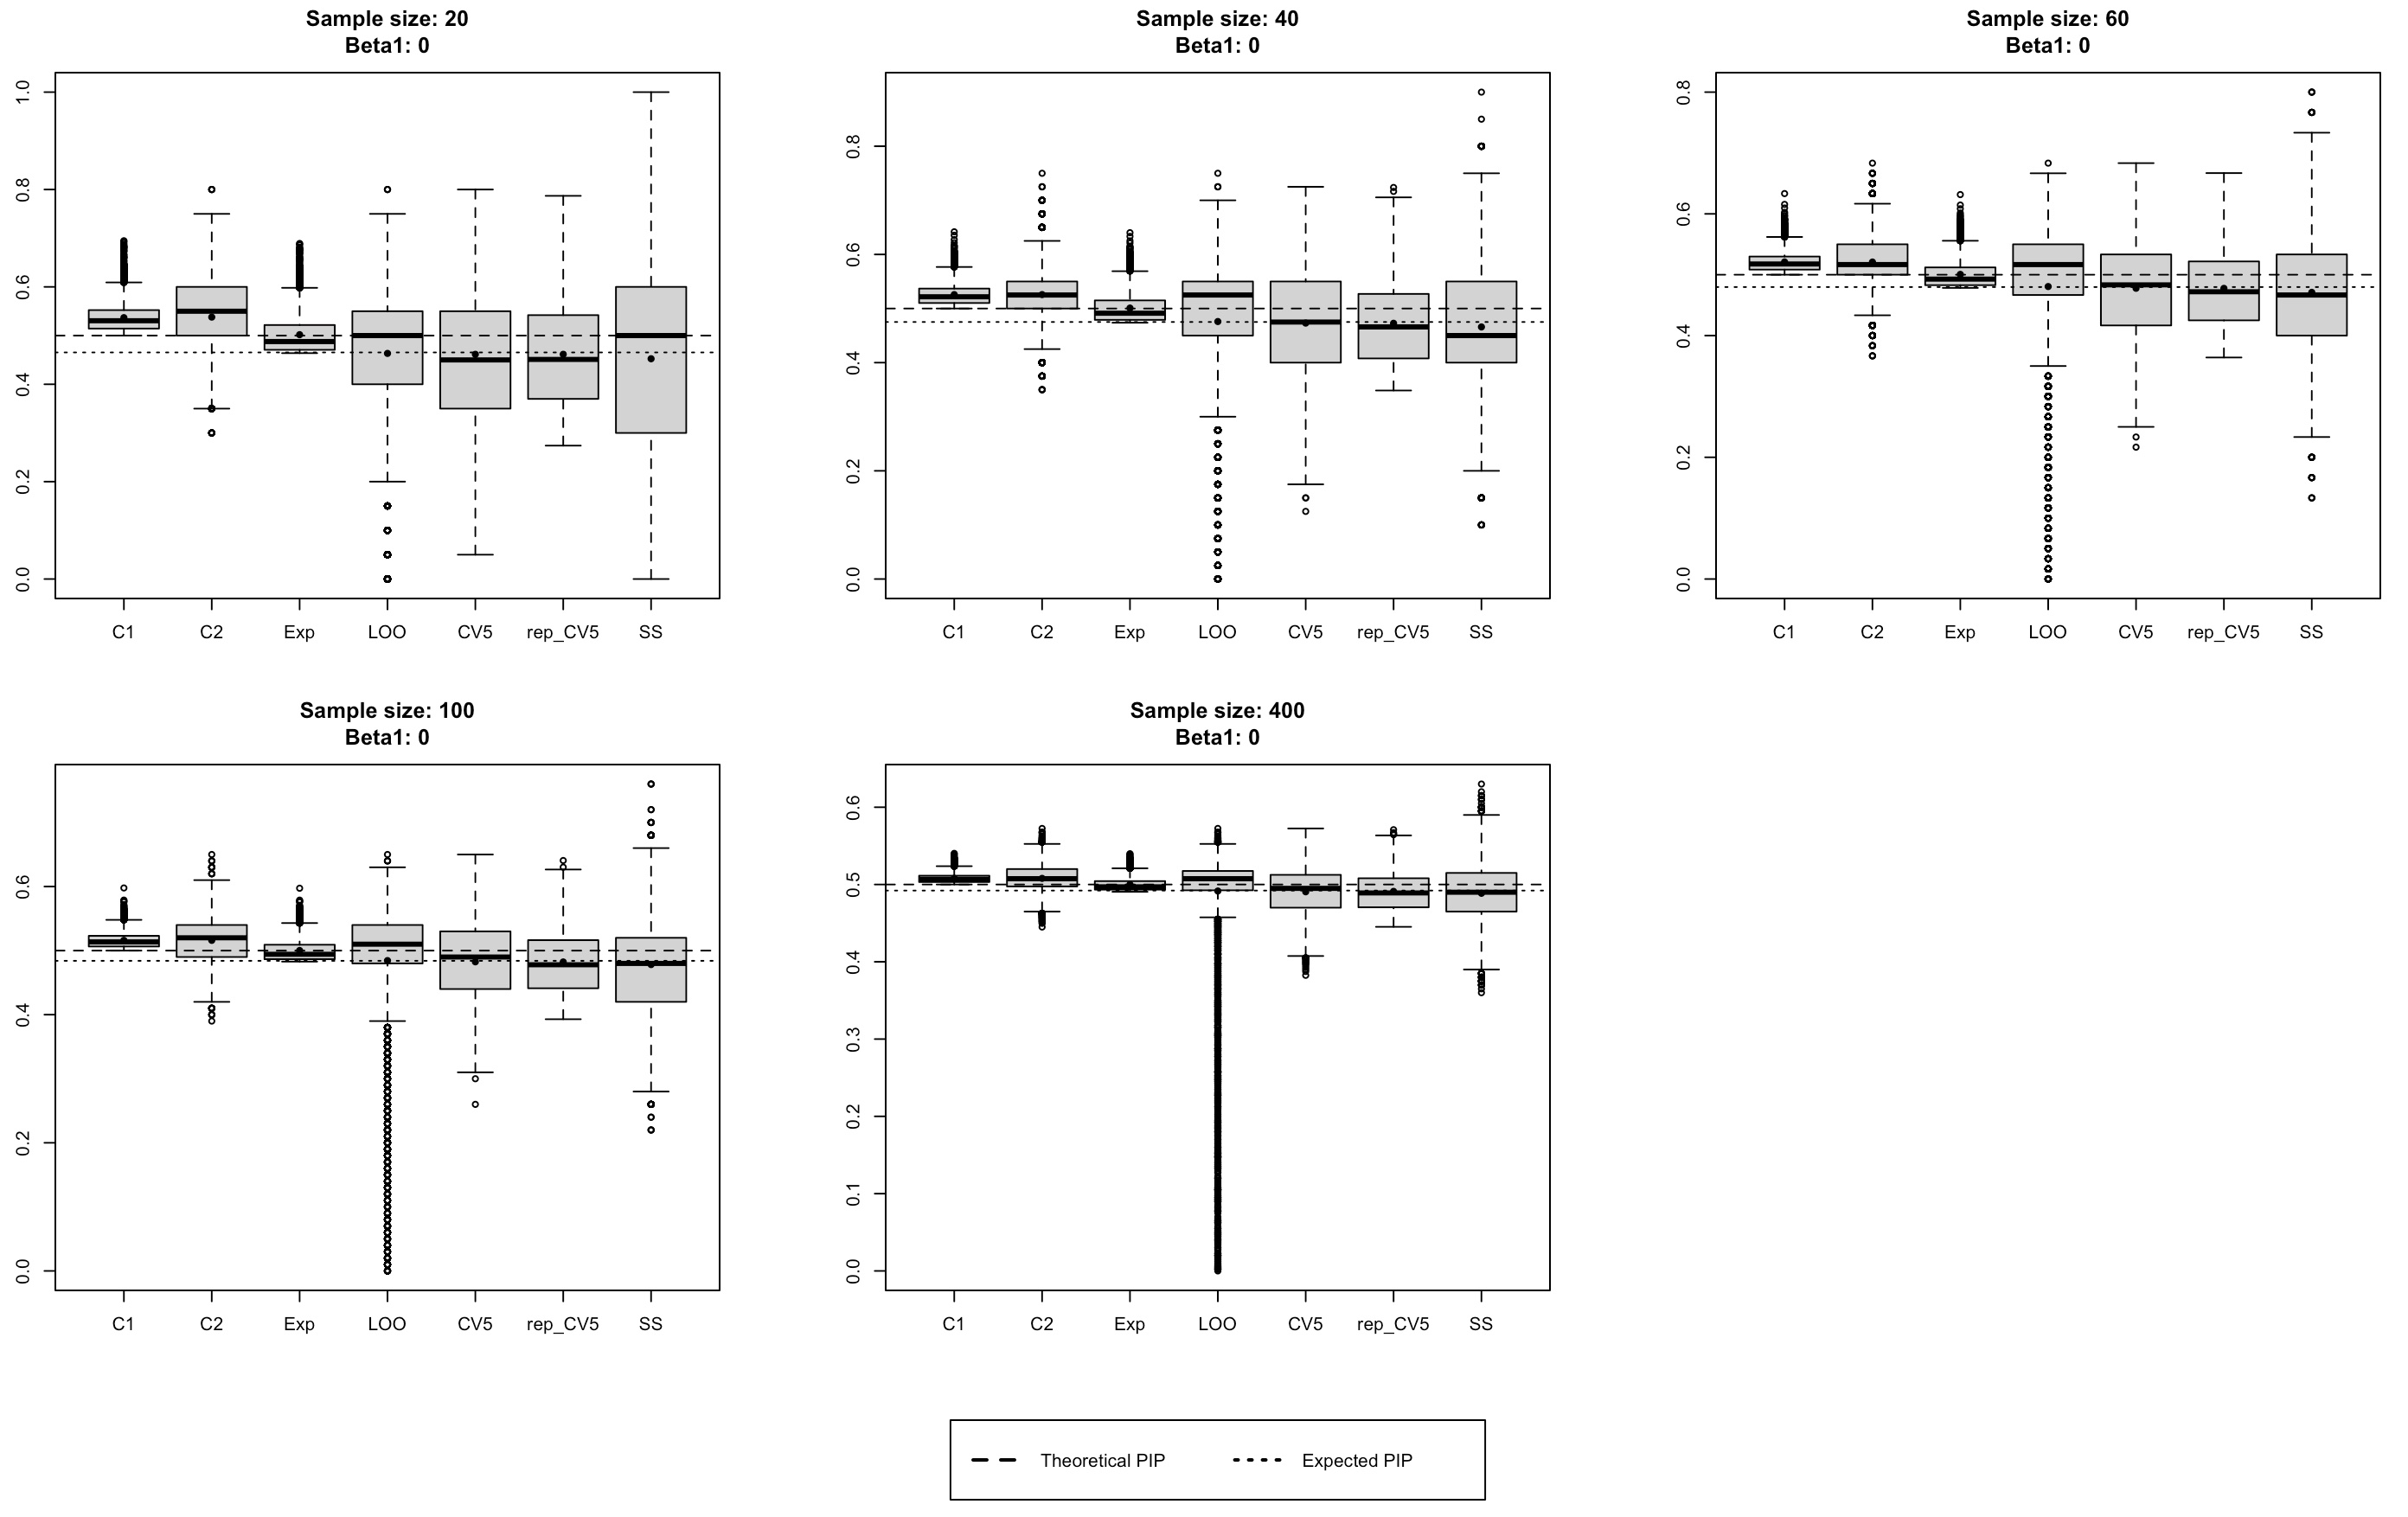 Sample size: 20
Beta1: 0
1.0
0.8
0.6
0.4
0.2
0.0
C1 C2 Exp LOO CV5 rep_CV5 SS
Sample size: 40
Beta1: 0
0.8
0.6
0.4
0.2
0.0
C1 C2 Exp LOO CV5 rep_CV5 SS
Sample size: 60
Beta1: 0
0.8
0.6
0.4
0.2
0.0
C1 C2 Exp LOO CV5 rep_CV5 SS
Sample size: 100
Beta1: 0
0.6
0.4
0.2
0.0
C1 C2 Exp LOO CV5 rep_CV5 SS
Sample size: 400
Beta1: 0
0.6
0.5
0.4
0.3
0.2
0.1
0.0
C1 C2 Exp LOO CV5 rep_CV5 SS
Theoretical PIP Expected PIP